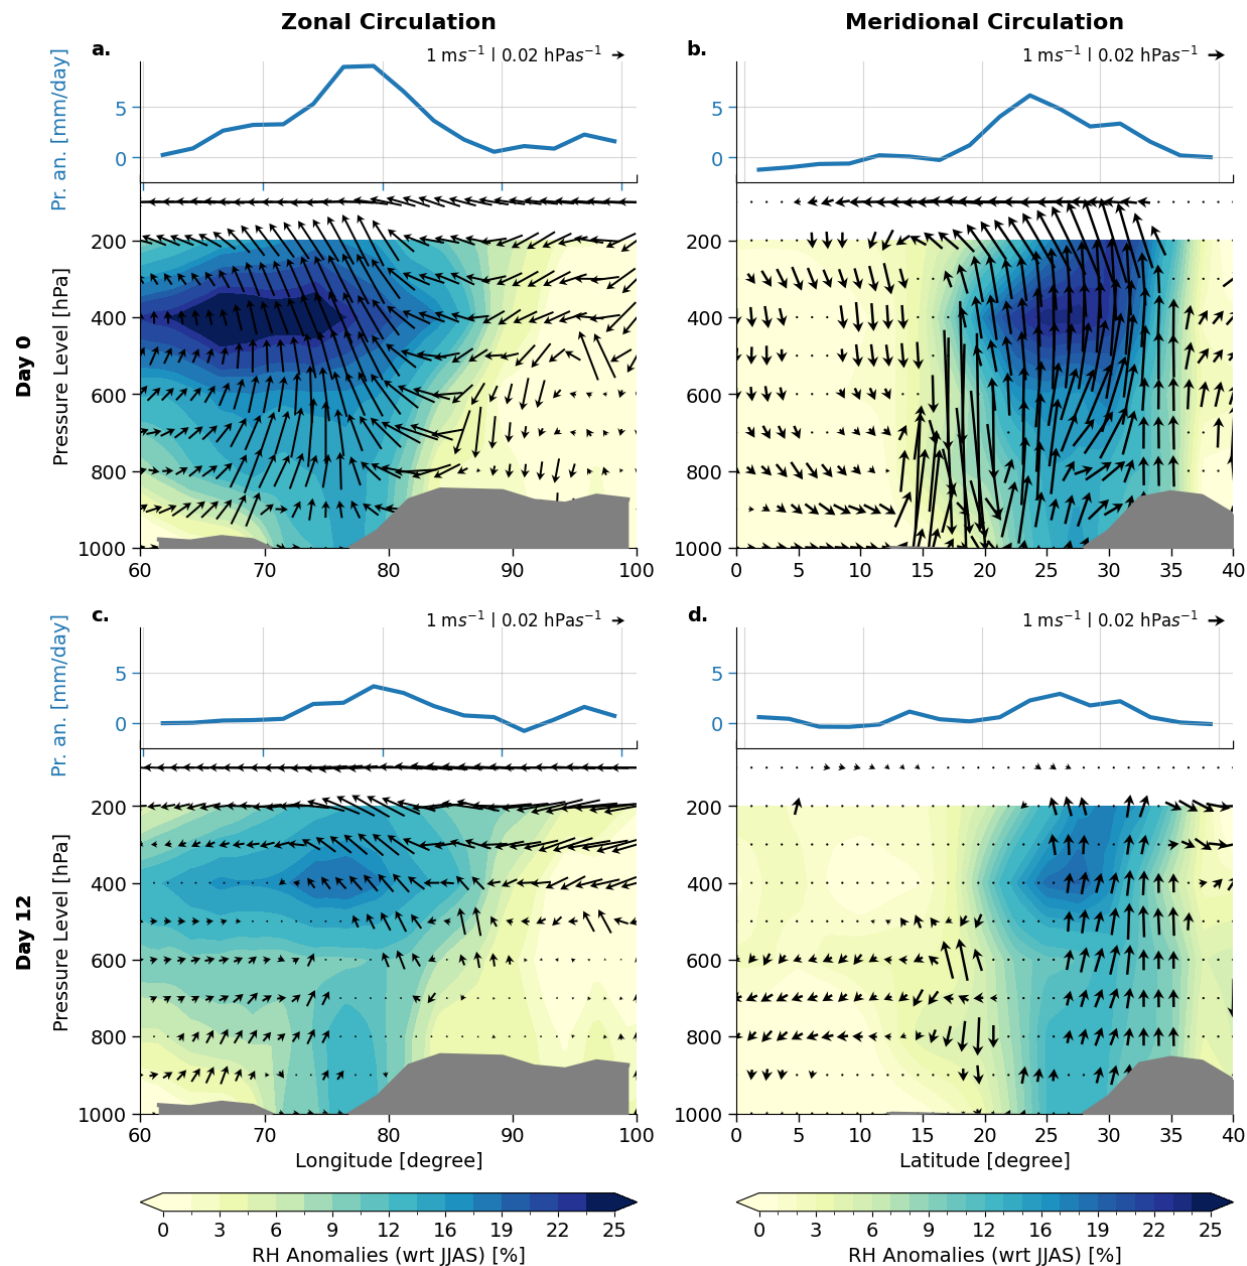 Zonal Circulation
Meridional Circulation
a.
1 ms⁻¹ | 0.02 hPas⁻¹
b.
1 ms⁻¹ | 0.02 hPas⁻¹
Pr. an. [mm/day]
5
0
5
0
Day 0
Pressure Level [hPa]
200
400
600
800
1000
60 70 80 90 100
200
400
600
800
1000
0 5 10 15 20 25 30 35 40
c.
1 ms⁻¹ | 0.02 hPas⁻¹
d.
1 ms⁻¹ | 0.02 hPas⁻¹
Pr. an. [mm/day]
5
0
5
0
Day 12
Pressure Level [hPa]
200
400
600
800
1000
60 70 80 90 100
Longitude [degree]
200
400
600
800
1000
0 5 10 15 20 25 30 35 40
Latitude [degree]
0 3 6 9 12 16 19 22 25
RH Anomalies (wrt JJAS) [%]
0 3 6 9 12 16 19 22 25
RH Anomalies (wrt JJAS) [%]